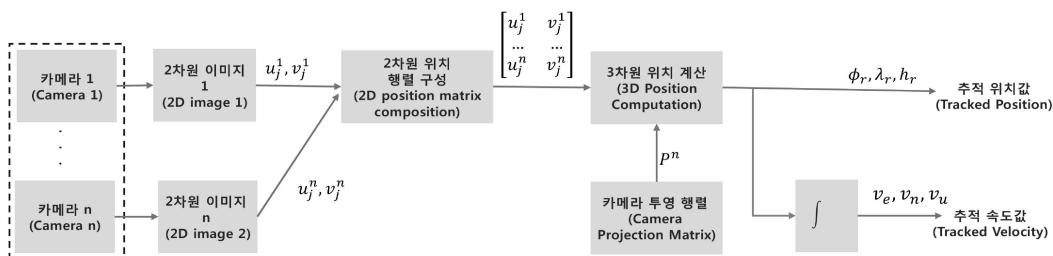 카메라 1
(Camera 1)
.
.
.
카메라 n
(Camera n)
2차원 이미지
1
(2D image 1)
2차원 이미지
n
(2D image 2)
u_j^1, v_j^1
u_j^n, v_j^n
2차원 위치
행렬 구성
(2D position matrix
composition)
u_j^1 v_j^1
... ...
u_j^n v_j^n
3차원 위치 계산
(3D Position
Computation)
P^n
카메라 투영 행렬
(Camera
Projection Matrix)
ϕ_r, λ_r, h_r
추적 위치값
(Tracked Position)
∫
v_e, v_n, v_u
추적 속도값
(Tracked Velocity)